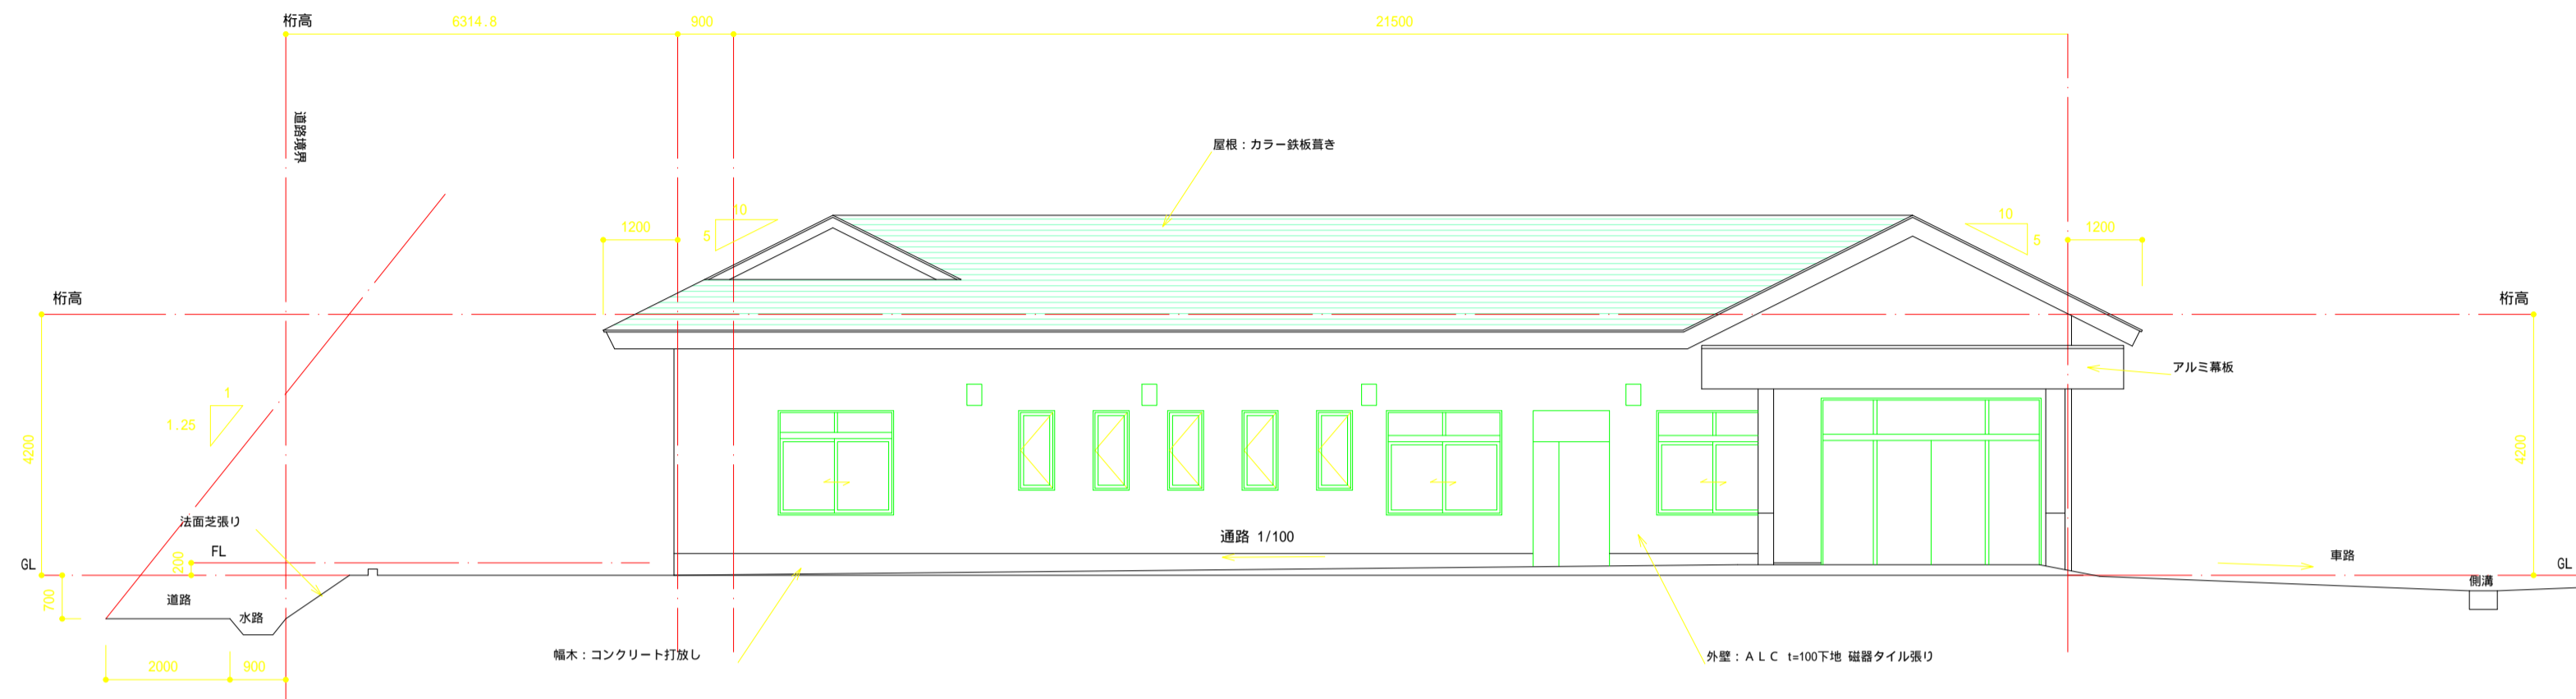 桁高
6314.8
900
21500
道路境界
屋根：カラー鉄板葺き
10
5
1200
10
5
1200
桁高
桁高
アルミ幕板
1
1.25
4200
4200
法面芝張り
FL
200
GL
通路 1/100
車路
GL
側溝
700
道路
水路
幅木：コンクリート打放し
外壁：ＡＬＣ t=100下地 磁器タイル張り
2000
900